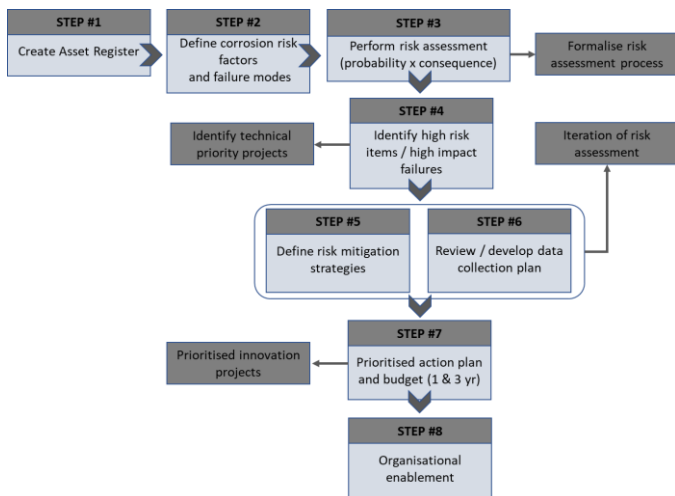 STEP #1
Create Asset Register
STEP #2
Define corrosion risk
factors
and failure modes
STEP #3
Perform risk assessment
(probability x consequence)
Formalise risk
assessment process
STEP #4
Identify high risk
items / high impact
failures
Identify technical
priority projects
Iteration of risk
assessment
STEP #5
Define risk mitigation
strategies
STEP #6
Review / develop data
collection plan
STEP #7
Prioritised action plan
and budget (1 & 3 yr)
Prioritised innovation
projects
STEP #8
Organisational
enablement